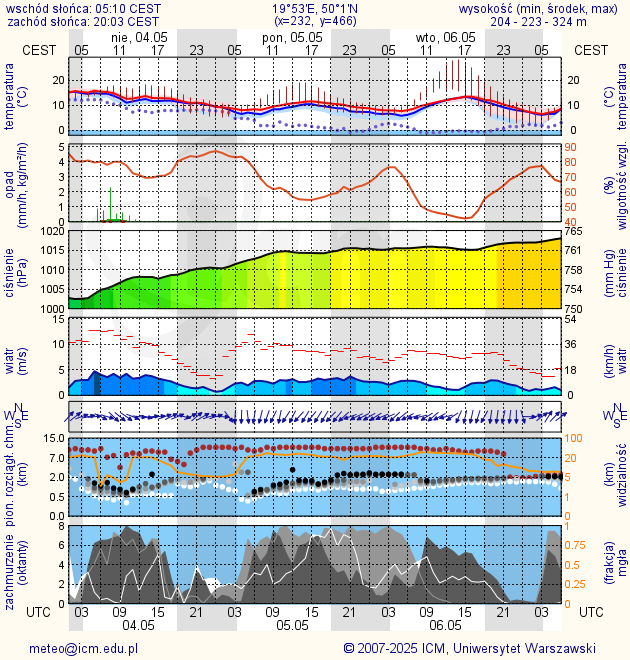 wschód słońca: 05:10 CEST 19°53'E, 50°1'N wysokość (min, środek, max)
zachód słońca: 20:03 CEST (x=232, y=466) 204 - 223 - 324 m
nie, 04.05 pon, 05.05 wto, 06.05
CEST 05 11 17 23 05 11 17 23 05 11 17 23 05 CEST
temperatura (°C)
20
10
0
temperatura (°C)
20
10
0
opad (mm/h, kg/m²/h)
5
4
3
2
1
0
(%) wilgotność wzgl.
90
80
70
60
50
40
ciśnienie (hPa)
1020
1015
1010
1005
1000
(mm Hg) ciśnienie
765
761
758
754
750
wiatr (m/s)
15
10
5
0
(km/h) wiatr
54
36
18
0
N
W E
S
N
W E
S
pion. rozciągł. chm. (km)
15.0
7.0
2.0
0.5
0.0
(km) widzialność
100
20
5
1
0
zachmurzenie (oktanty)
8
6
4
2
0
(frakcja) mgła
1
0.75
0.5
0.25
0
UTC 03 09 15 21 03 09 15 21 03 09 15 21 03 UTC
04.05 05.05 06.05
meteo@icm.edu.pl © 2007-2025 ICM, Uniwersytet Warszawski